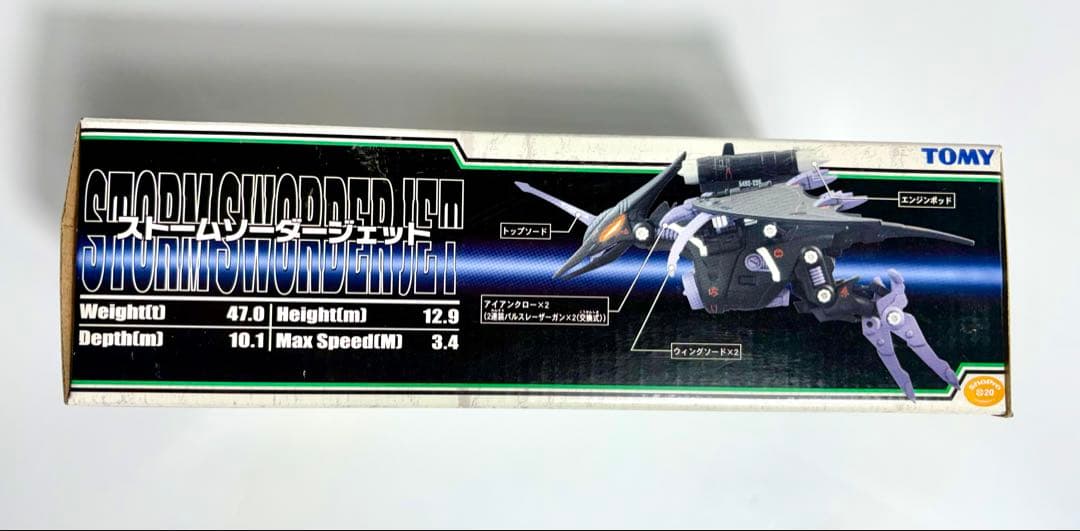 TOMY
STORM SWORDER JET
ストームソーダージェット
Weight(t) 47.0 Height(m) 12.9
Depth(m) 10.1 Max Speed(M) 3.4
トップソード
エンジンポッド
アイアンクロー×2
(2連装パルスレーザーガン×2(交換式))
ウィングソード×2